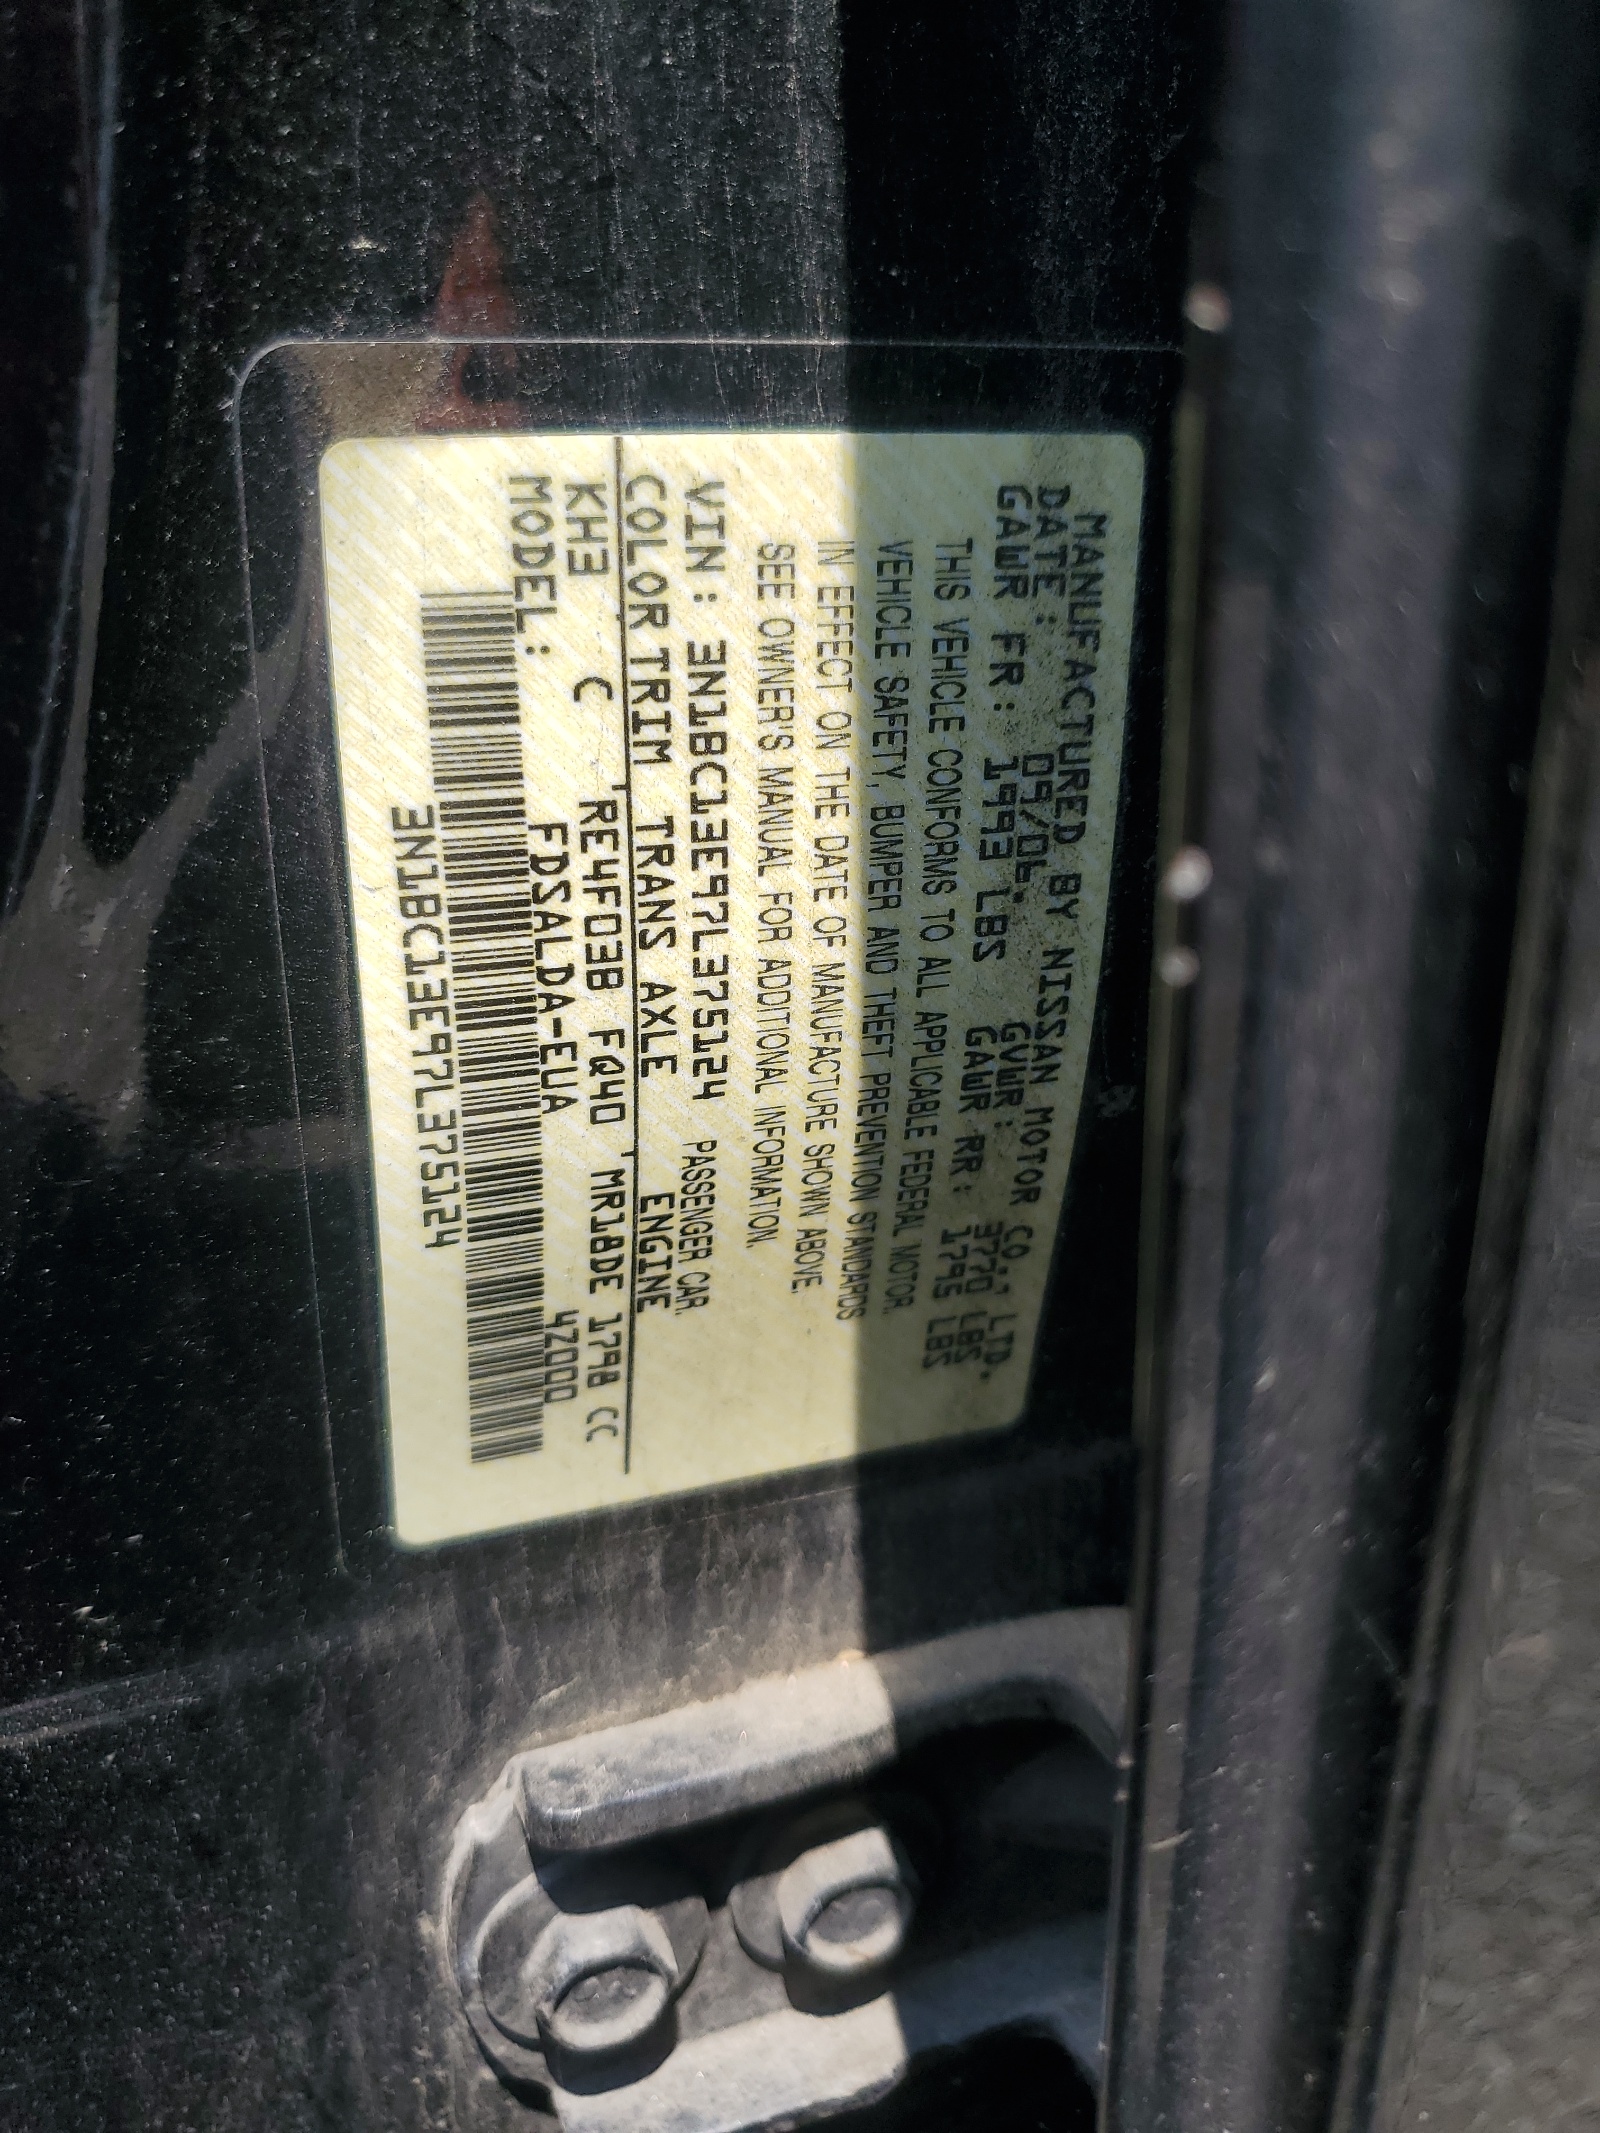 MANUFACTURED BY NISSAN MOTOR CO., LTD.
DATE: 09/06. GVWR: 3770 LBS
GAWR FR: 1993 LBS GAWR RR: 1795 LBS
THIS VEHICLE CONFORMS TO ALL APPLICABLE FEDERAL MOTOR
VEHICLE SAFETY, BUMPER AND THEFT PREVENTION STANDARDS
IN EFFECT ON THE DATE OF MANUFACTURE SHOWN ABOVE
SEE OWNER'S MANUAL FOR ADDITIONAL INFORMATION.
VIN: 3N1BC13E97L375124 PASSENGER CAR.
COLOR TRIM TRANS AXLE ENGINE
KH3 C RE4F03B FQ40 MR18DE 1798 CC
MODEL: FDSALDA-EUA 4Z000
3N1BC13E97L375124